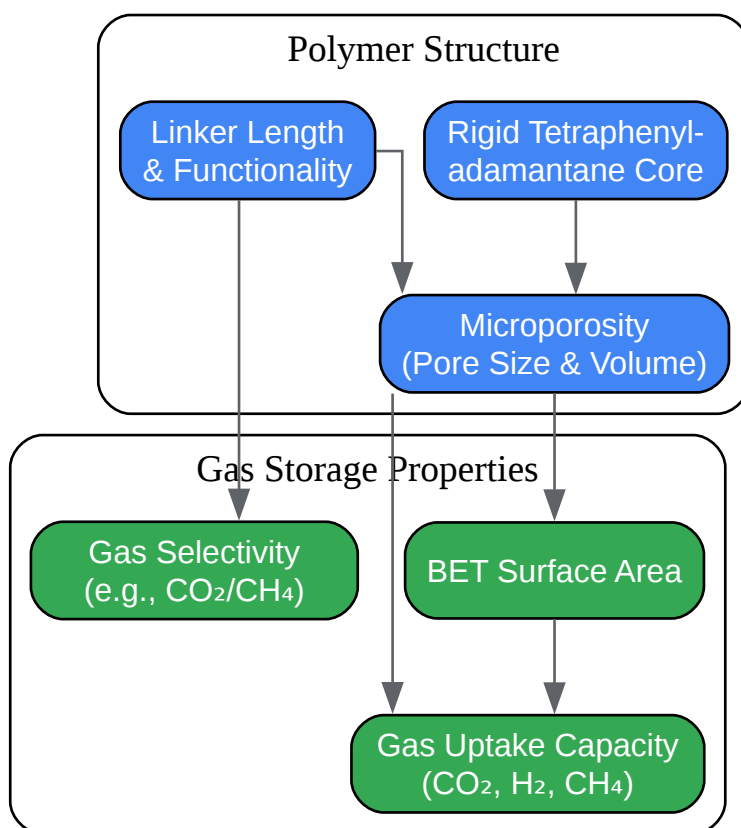 Polymer Structure
Linker Length
& Functionality
Rigid Tetraphenyl-
adamantane Core
Microporosity
(Pore Size & Volume)
Gas Storage Properties
Gas Selectivity
(e.g., CO₂/CH₄)
BET Surface Area
Gas Uptake Capacity
(CO₂, H₂, CH₄)